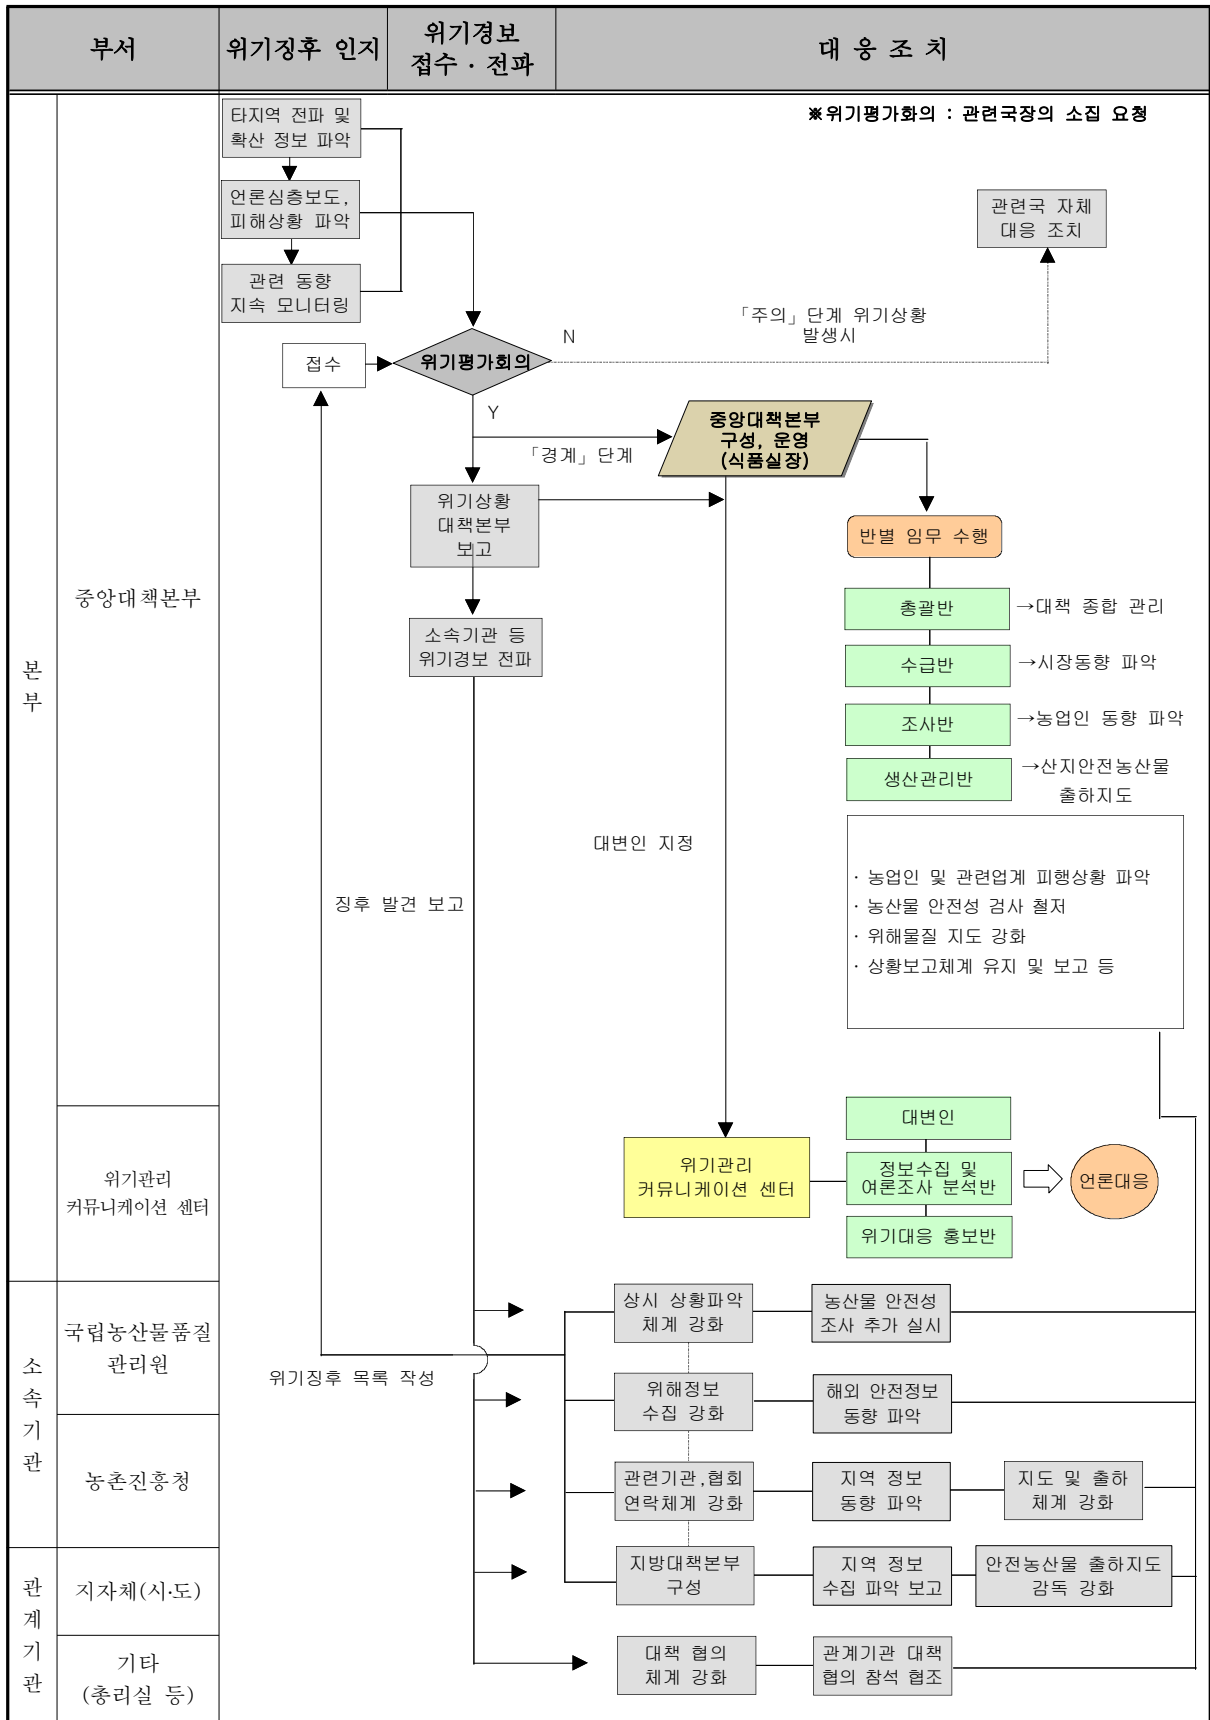 부서
위기징후 인지
위기경보
접수 · 전파
대 응 조 치
※위기평가회의 : 관련국장의 소집 요청
타지역 전파 및
확산 정보 파악
언론심층보도,
피해상황 파악
관련 동향
지속 모니터링
관련국 자체
대응 조치
「주의」단계 위기상황
발생시
N
접수
위기평가회의
Y
「경계」단계
중앙대책본부
구성, 운영
(식품실장)
위기상황
대책본부
보고
반별 임무 수행
소속기관 등
위기경보 전파
총괄반
→대책 종합 관리
수급반
→시장동향 파악
조사반
→농업인 동향 파악
생산관리반
→산지안전농산물
출하지도
본
부
중앙대책본부
대변인 지정
징후 발견 보고
· 농업인 및 관련업계 피행상황 파악
· 농산물 안전성 검사 철저
· 위해물질 지도 강화
· 상황보고체계 유지 및 보고 등
위기관리
커뮤니케이션 센터
위기관리
커뮤니케이션 센터
대변인
정보수집 및
여론조사 분석반
위기대응 홍보반
언론대응
소
속
기
관
국립농산물품질
관리원
상시 상황파악
체계 강화
농산물 안전성
조사 추가 실시
위기징후 목록 작성
위해정보
수집 강화
해외 안전정보
동향 파악
농촌진흥청
관련기관,협회
연락체계 강화
지역 정보
동향 파악
지도 및 출하
체계 강화
관
계
기
관
지자체(시·도)
지방대책본부
구성
지역 정보
수집 파악 보고
안전농산물 출하지도
감독 강화
기타
(총리실 등)
대책 협의
체계 강화
관계기관 대책
협의 참석 협조